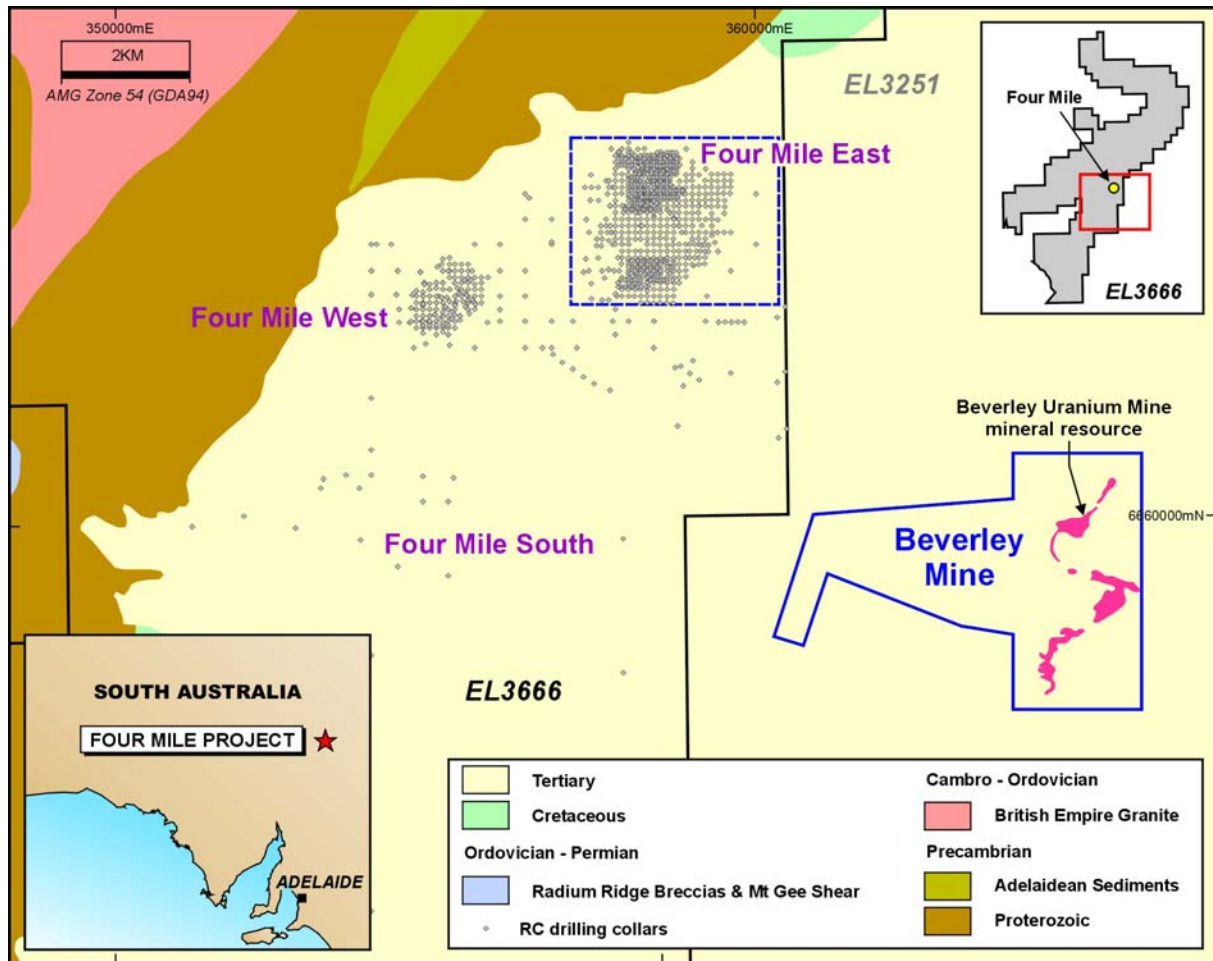 350000mE
360000mE
2KM
AMG Zone 54 (GDA94)
EL3251
Four Mile
EL3666
Four Mile East
Four Mile West
Beverley Uranium Mine
mineral resource
6660000mN
Four Mile South
Beverley
Mine
EL3666
SOUTH AUSTRALIA
FOUR MILE PROJECT
ADELAIDE
Tertiary
Cretaceous
Ordovician - Permian
Radium Ridge Breccias & Mt Gee Shear
RC drilling collars
Cambro - Ordovician
British Empire Granite
Precambrian
Adelaidean Sediments
Proterozoic